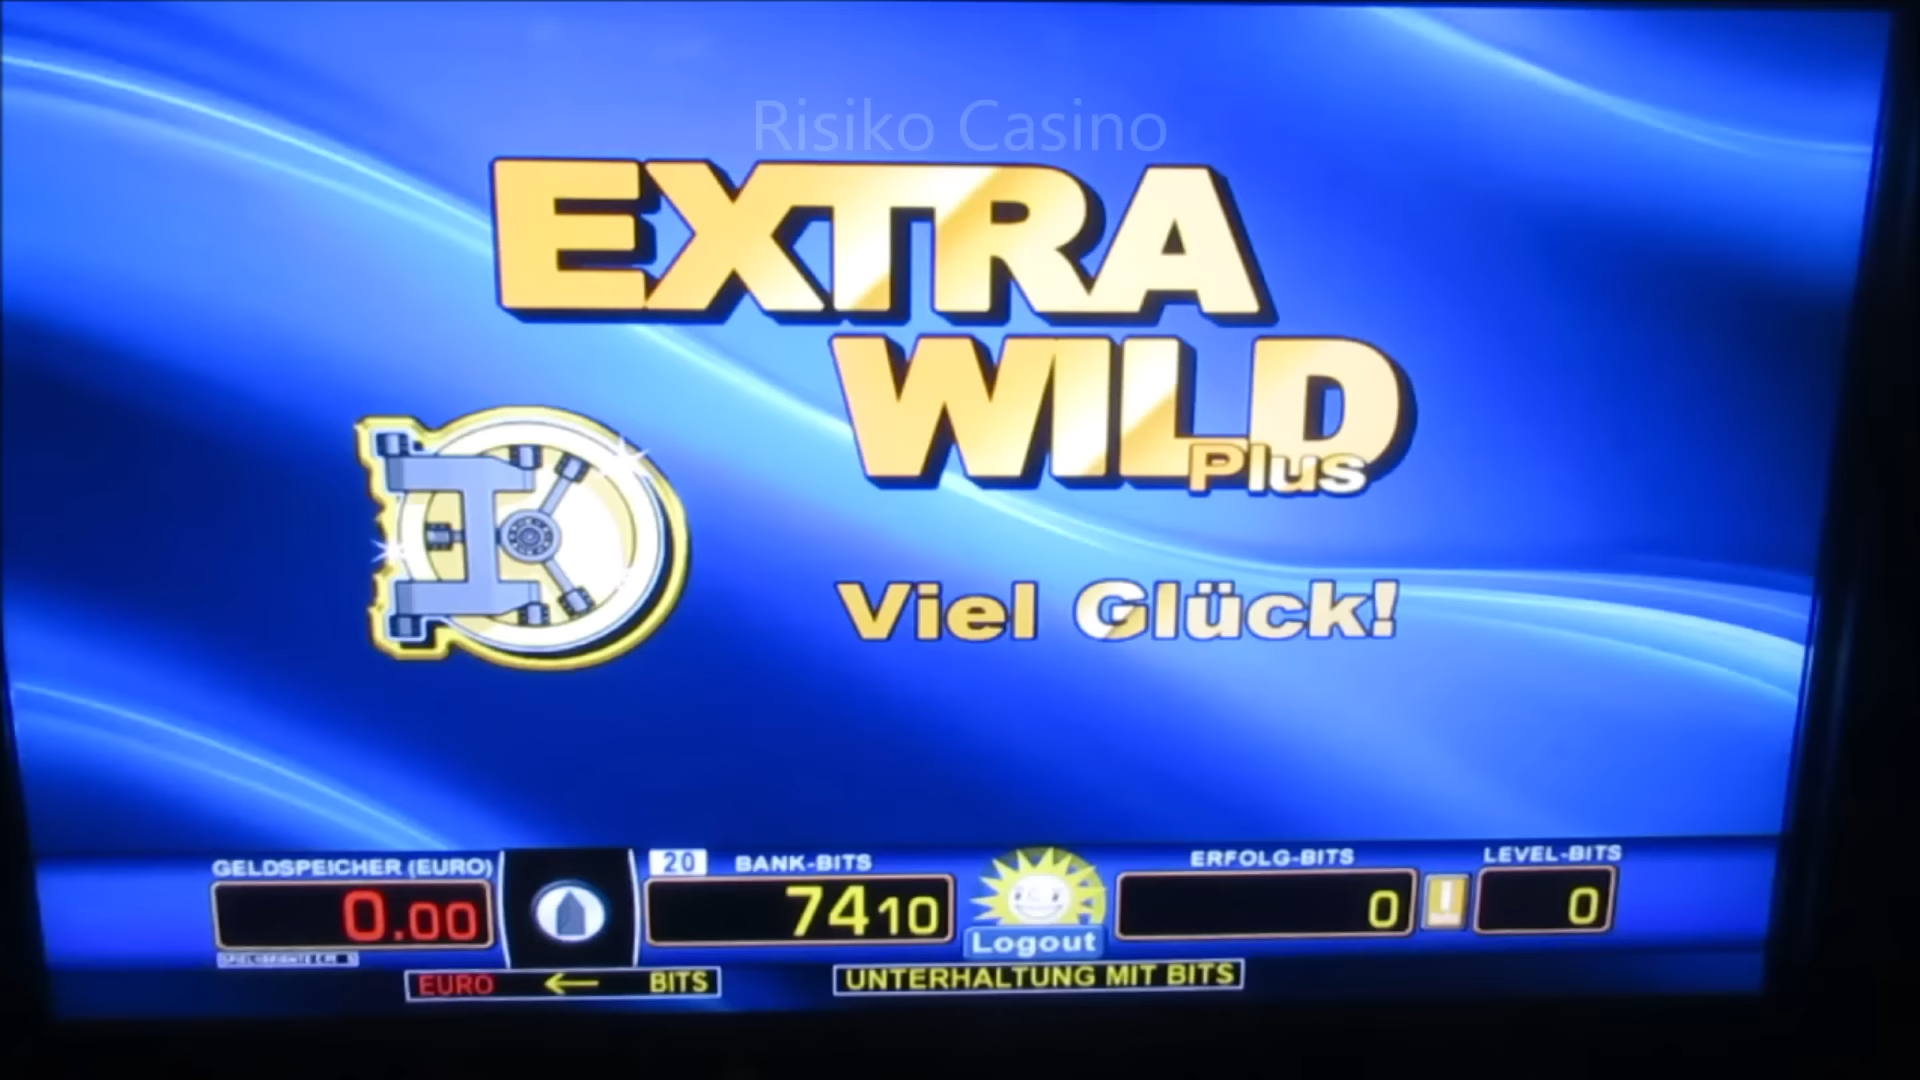 Risiko Casino
EXTRA
WILD
Plus
Viel Glück!
GELDSPEICHER (EURO)
20 BANK-BITS
ERFOLG-BITS
LEVEL-BITS
0.00
7410
Logout
0
0
EURO ← BITS
UNTERHALTUNG MIT BITS